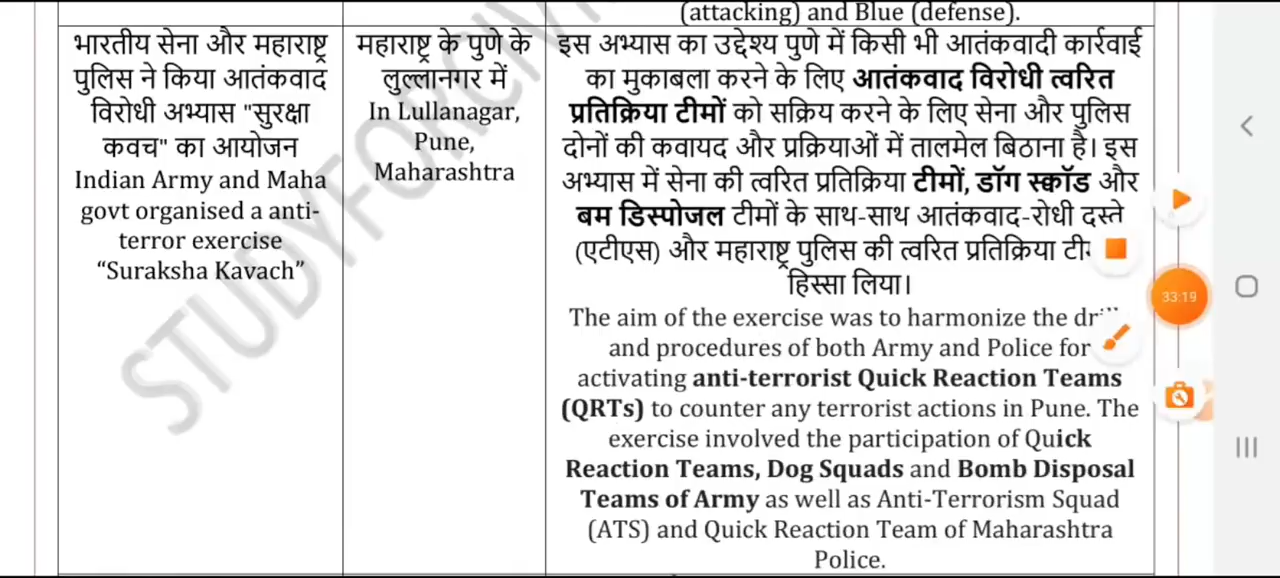 (attacking) and Blue (defense).
भारतीय सेना और महाराष्ट्र
पुलिस ने किया आतंकवाद
विरोधी अभ्यास "सुरक्षा
कवच" का आयोजन
Indian Army and Maha
govt organised a anti-
terror exercise
“Suraksha Kavach”
महाराष्ट्र के पुणे के
लुल्लानगर में
In Lullanagar,
Pune,
Maharashtra
इस अभ्यास का उद्देश्य पुणे में किसी भी आतंकवादी कार्रवाई
का मुकाबला करने के लिए आतंकवाद विरोधी त्वरित
प्रतिक्रिया टीमों को सक्रिय करने के लिए सेना और पुलिस
दोनों की कवायद और प्रक्रियाओं में तालमेल बिठाना है। इस
अभ्यास में सेना की त्वरित प्रतिक्रिया टीमों, डॉग स्क्वॉड और
बम डिस्पोजल टीमों के साथ-साथ आतंकवाद-रोधी दस्ते
(एटीएस) और महाराष्ट्र पुलिस की त्वरित प्रतिक्रिया
हिस्सा लिया।
The aim of the exercise was to harmonize the
and procedures of both Army and Police for
activating anti-terrorist Quick Reaction Teams
(QRTs) to counter any terrorist actions in Pune. The
exercise involved the participation of Quick
Reaction Teams, Dog Squads and Bomb Disposal
Teams of Army as well as Anti-Terrorism Squad
(ATS) and Quick Reaction Team of Maharashtra
Police.
33:19